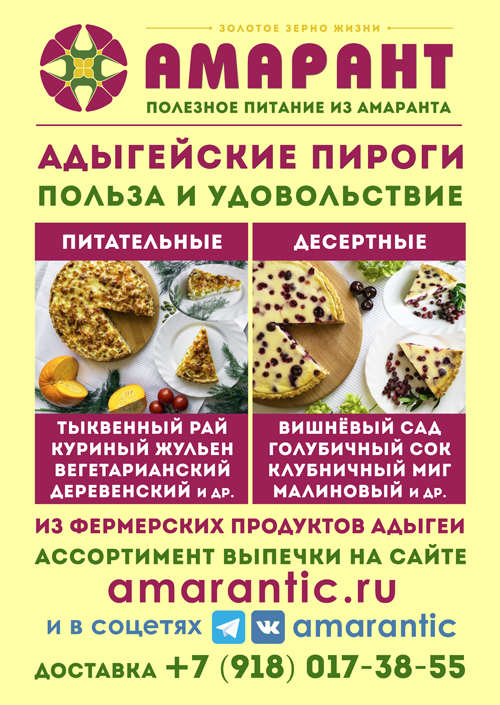 ЗОЛОТОЕ ЗЕРНО ЖИЗНИ
АМАРАНТ
ПОЛЕЗНОЕ ПИТАНИЕ ИЗ АМАРАНТА
АДЫГЕЙСКИЕ ПИРОГИ
ПОЛЬЗА И УДОВОЛЬСТВИЕ
ПИТАТЕЛЬНЫЕ
ТЫКВЕННЫЙ РАЙ
КУРИНЫЙ ЖУЛЬЕН
ВЕГЕТАРИАНСКИЙ
ДЕРЕВЕНСКИЙ И ДР.
ДЕСЕРТНЫЕ
ВИШНЁВЫЙ САД
ГОЛУБИЧНЫЙ СОК
КЛУБНИЧНЫЙ МИГ
МАЛИНОВЫЙ И ДР.
ИЗ ФЕРМЕРСКИХ ПРОДУКТОВ АДЫГЕИ
АССОРТИМЕНТ ВЫПЕЧКИ НА САЙТЕ
amarantic.ru
и в соцетях amarantic
ДОСТАВКА +7 (918) 017-38-55